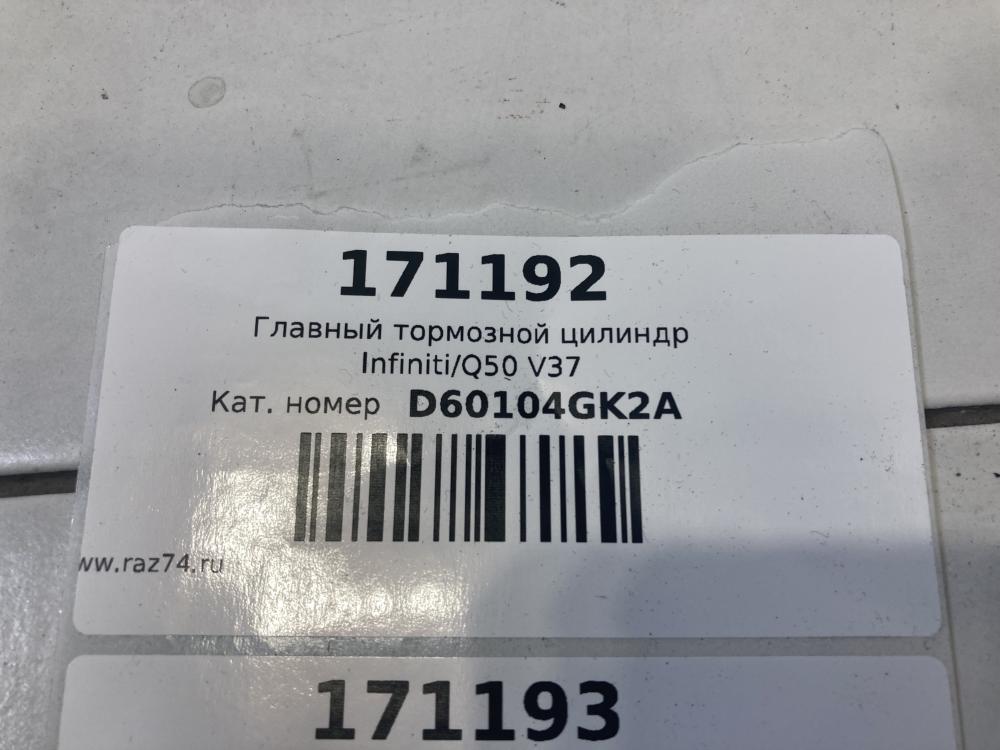 171192
Главный тормозной цилиндр
Infiniti/Q50 V37
Кат. номер D60104GK2A
ww.raz74.ru
171193